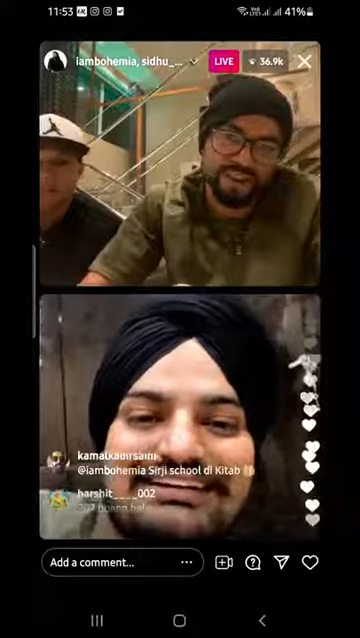 11:53
41%
iambohemia, sidhu_...
LIVE
36.9k
kamalkabirsaini
@iambohemia Sirji school di Kitab
harshit____002
Add a comment...